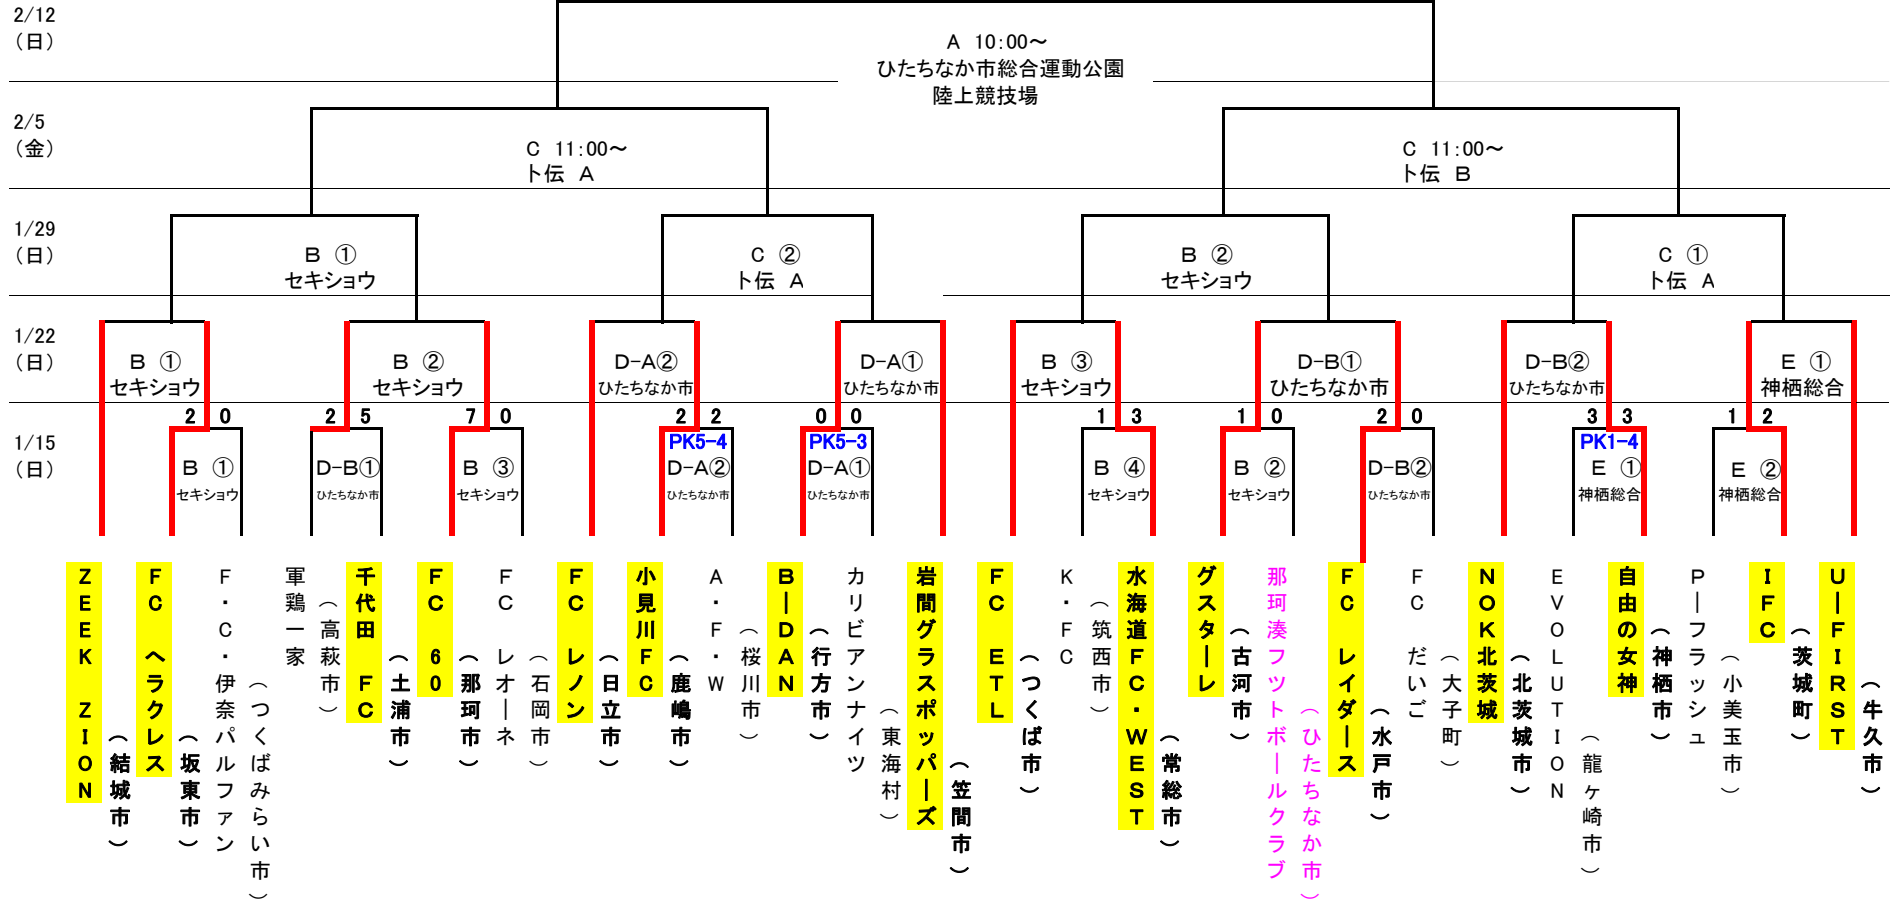 2/12
（日）
A 10:00～
ひたちなか市総合運動公園
陸上競技場
2/5
（金）
C 11:00～
卜伝 A
C 11:00～
卜伝 B
1/29
（日）
B ①
セキショウ
C ②
卜伝 A
B ②
セキショウ
C ①
卜伝 A
1/22
（日）
B ①
セキショウ
B ②
セキショウ
D-A②
ひたちなか市
D-A①
ひたちなか市
B ③
セキショウ
D-B①
ひたちなか市
D-B②
ひたちなか市
E ①
神栖総合
1/15
（日）
2 0
B ①
セキショウ
2 5
D-B①
ひたちなか市
7 0
B ③
セキショウ
2 2
PK5-4
D-A②
ひたちなか市
0 0
PK5-3
D-A①
ひたちなか市
1 3
B ④
セキショウ
1 0
B ②
セキショウ
2 0
D-B②
ひたちなか市
3 3
PK1-4
E ①
神栖総合
1 2
E ②
神栖総合
ZEEK ZION
（結城市）
FC ヘラクレス
（坂東市）
F・C・伊奈パルファン
（つくばみらい市）
軍鶏一家
（高萩市）
千代田 FC
（土浦市）
FC 60
（那珂市）
FC レオーネ
（石岡市）
FC レノン
（日立市）
小見川FC
（鹿嶋市）
A・F・W
（桜川市）
B－DAN
（行方市）
カリビアンナイツ
（東海村）
岩間グラスポッパーズ
（笠間市）
FC ETL
（つくば市）
K・FC
（筑西市）
水海道FC・WEST
（常総市）
グスターレ
（古河市）
那珂湊フットボールクラブ
（ひたちなか市）
FC レイダース
（水戸市）
FC だいご
（大子町）
NOK北茨城
（北茨城市）
EVOLUTION
（龍ヶ崎市）
自由の女神
（神栖市）
P－フラッシュ
（小美玉市）
IFC
（茨城町）
U－FIRST
（牛久市）